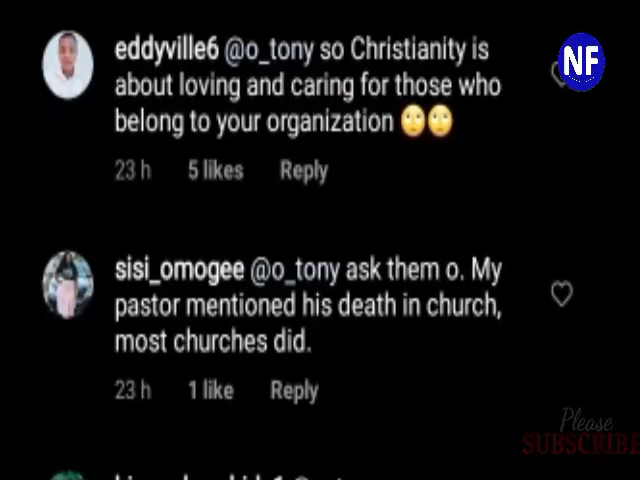 eddyville6 @o_tony so Christianity is
about loving and caring for those who
belong to your organization 🙄🙄
23 h 5 likes Reply
NF
sisi_omogee @o_tony ask them o. My
pastor mentioned his death in church,
most churches did.
23 h 1 like Reply
Please
SUBSCRIBE